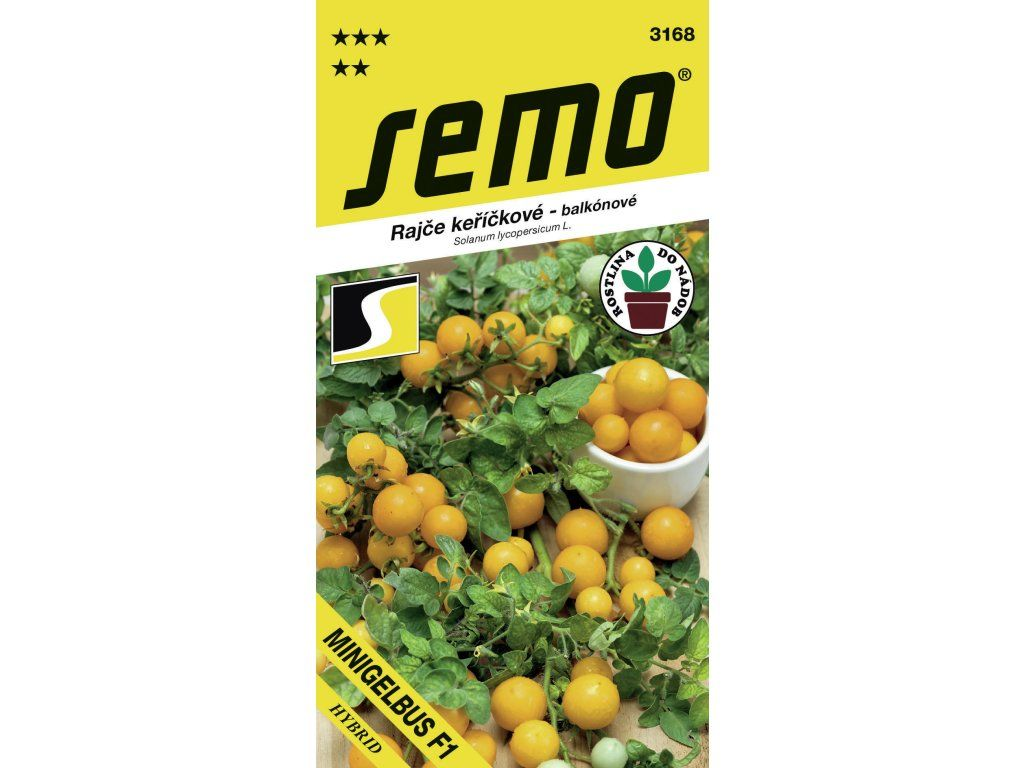 3168
semo®
Rajče keříčkové - balkónové
Solanum lycopersicum L.
ROSTLINA DO NÁDOB
MINIGELBUS F1
HYBRID